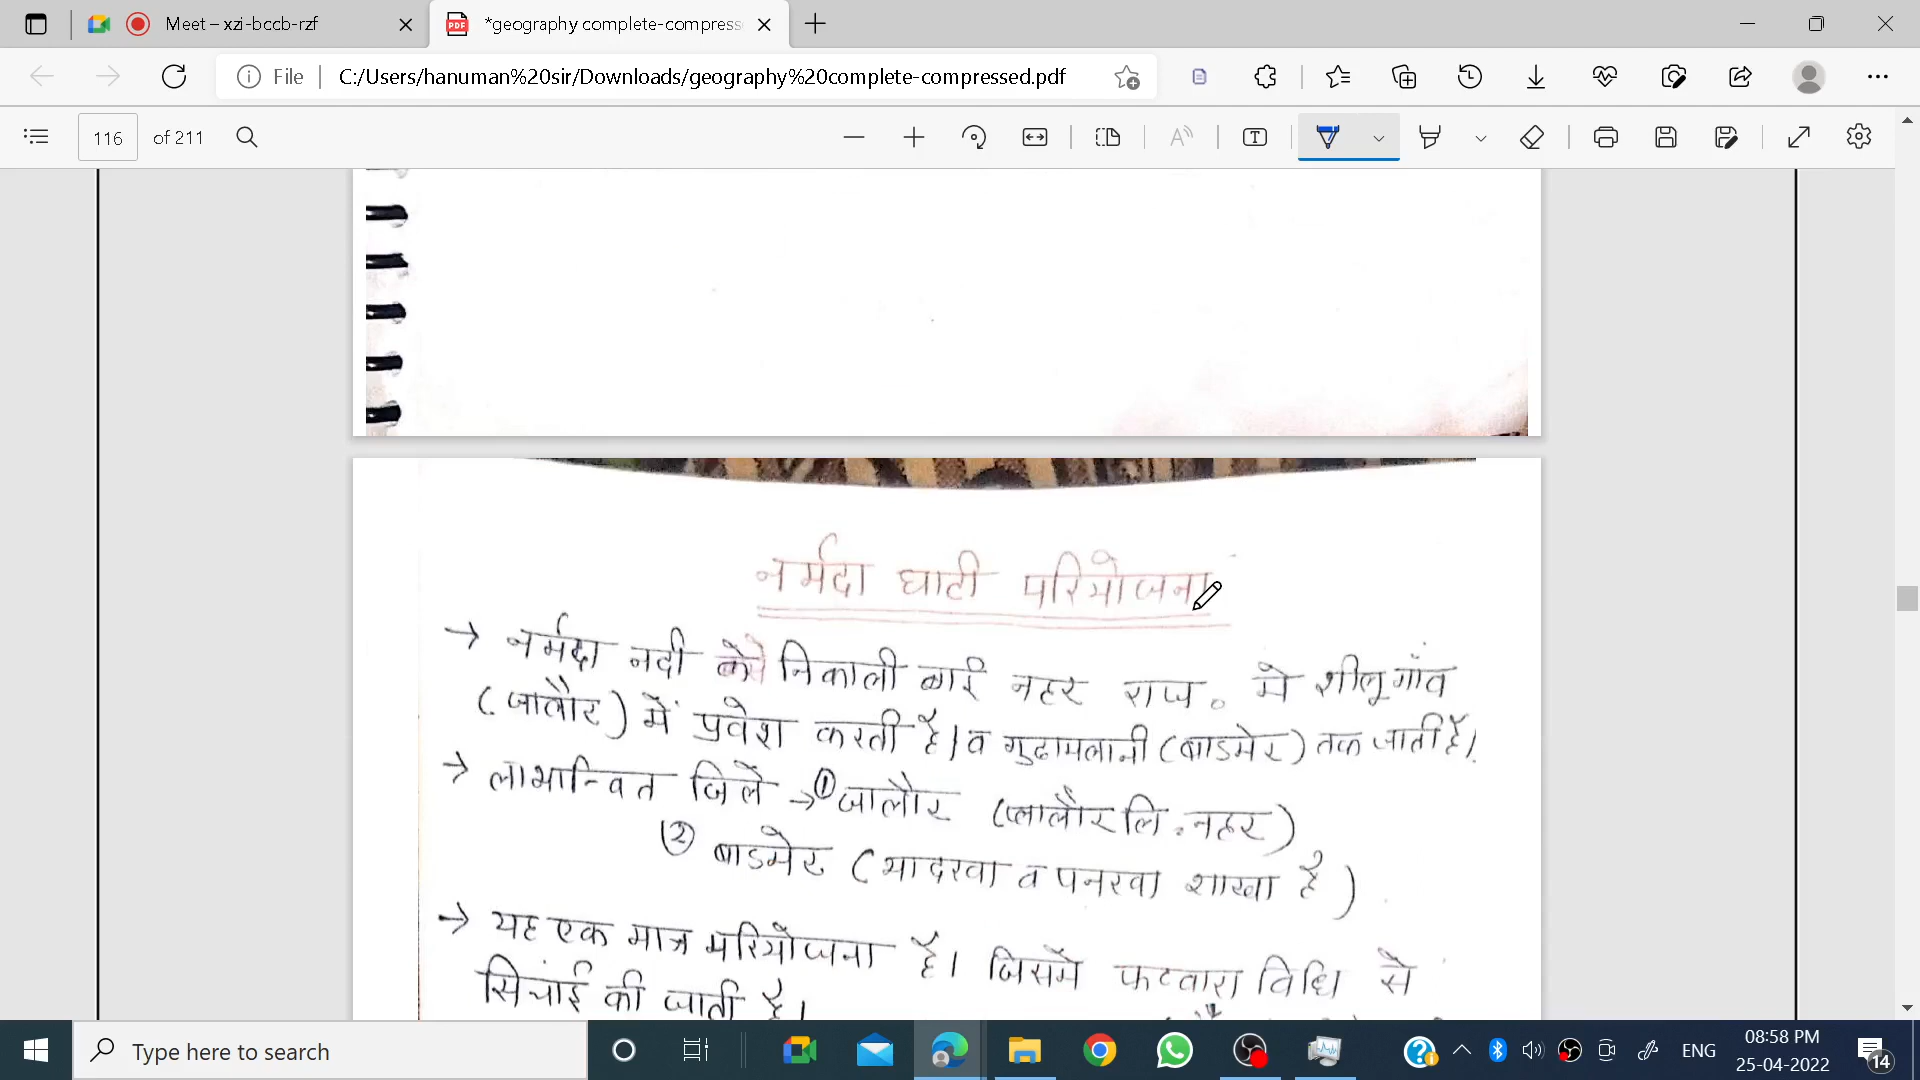 Meet – xzi-bccb-rzf
*geography complete-compress
File
C:/Users/hanuman%20sir/Downloads/geography%20complete-compressed.pdf
116 of 211
नर्मदा घाटी परियोजना
→ नर्मदा नदी से निकाली गई नहर राज. मे शीलू गाँव
(जालौर) में प्रवेश करती है। व गुढामलानी (बाडमेर) तक जाती है।
→ लाभान्वित जिले → ① जालौर (जालौर लि. नहर)
② बाडमेर (भादरवा व पनरवा शाखा है)
→ यह एक मात्र परियोजना है। जिसमे फव्वारा विधि से
सिचांई की जाती है।
Type here to search
ENG
08:58 PM
25-04-2022
14